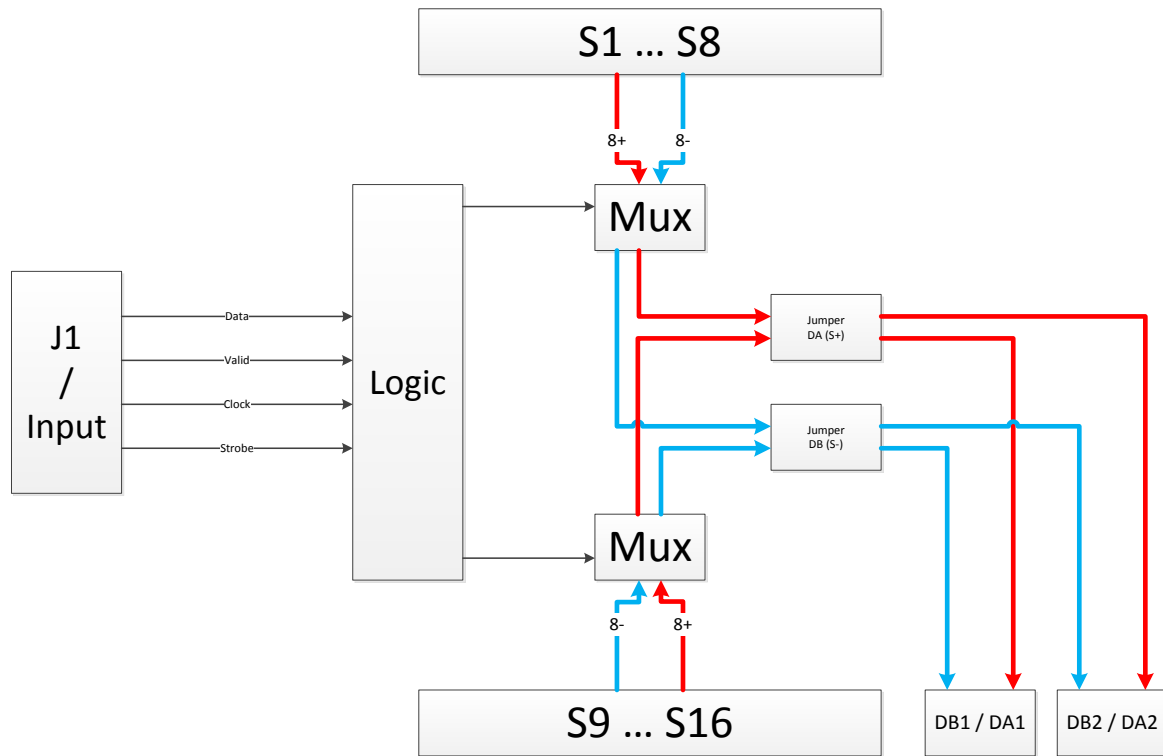 S1 ... S8
8+
8-
Mux
J1
/
Input
Data
Valid
Clock
Strobe
Logic
Jumper
DA (S+)
Jumper
DB (S-)
Mux
8-
8+
S9 ... S16
DB1 / DA1
DB2 / DA2